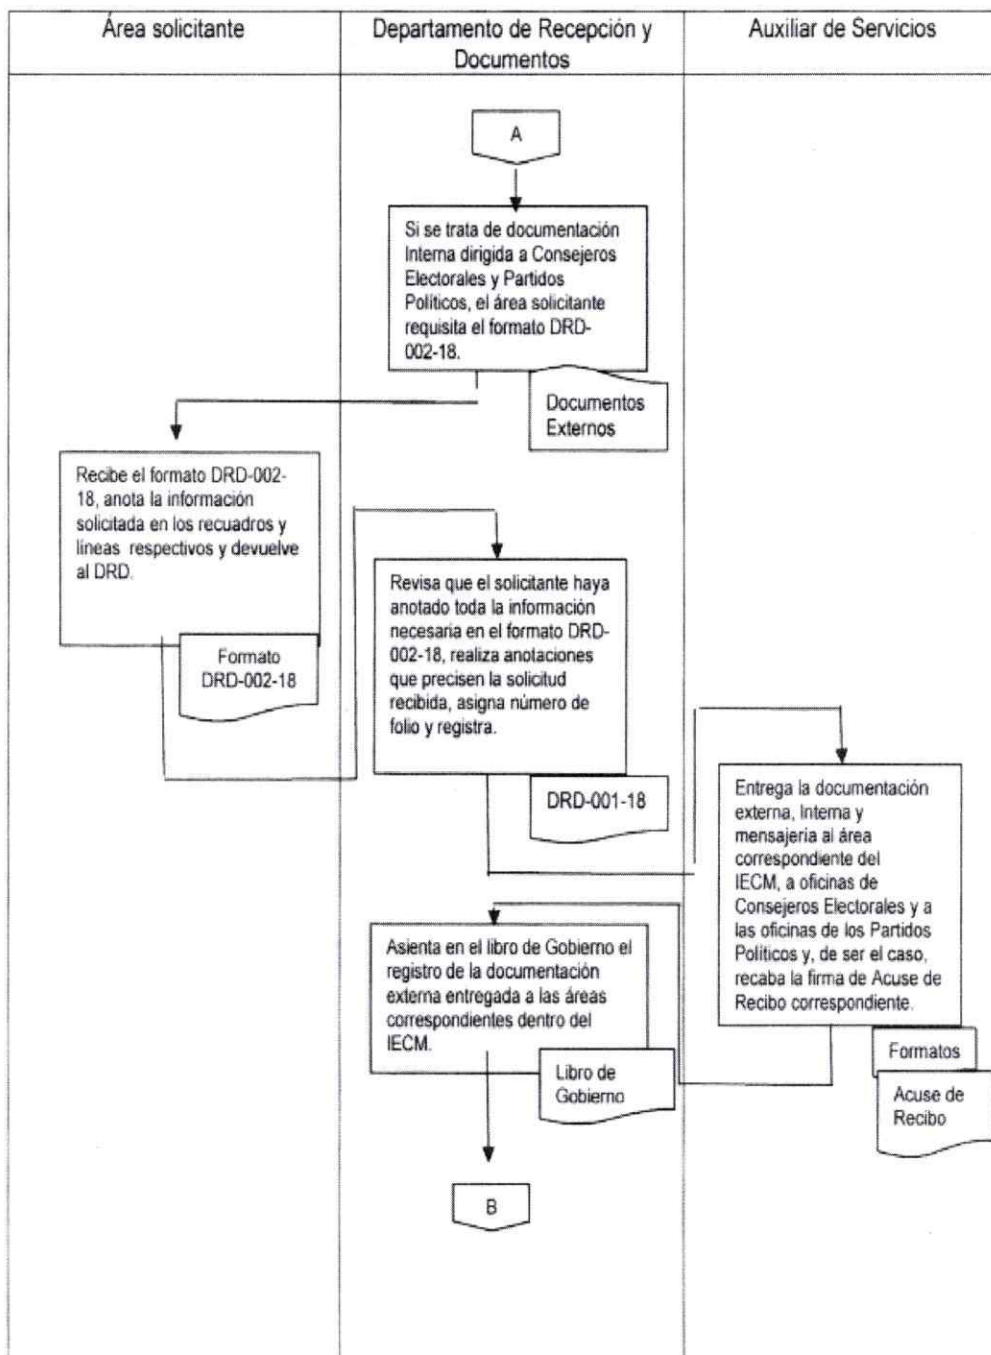 Área solicitante
Departamento de Recepción y
Documentos
Auxiliar de Servicios
A
Si se trata de documentación
Interna dirigida a Consejeros
Electorales y Partidos
Políticos, el área solicitante
requisita el formato DRD-
002-18.
Documentos
Externos
Recibe el formato DRD-002-
18, anota la información
solicitada en los recuadros y
líneas respectivos y devuelve
al DRD.
Formato
DRD-002-18
Revisa que el solicitante haya
anotado toda la información
necesaria en el formato DRD-
002-18, realiza anotaciones
que precisen la solicitud
recibida, asigna número de
folio y registra.
DRD-001-18
Entrega la documentación
externa, Interna y
mensajería al área
correspondiente del
IECM, a oficinas de
Consejeros Electorales y a
las oficinas de los Partidos
Políticos y, de ser el caso,
recaba la firma de Acuse de
Recibo correspondiente.
Formatos
Acuse de
Recibo
Asienta en el libro de Gobierno el
registro de la documentación
externa entregada a las áreas
correspondientes dentro del
IECM.
Libro de
Gobierno
B